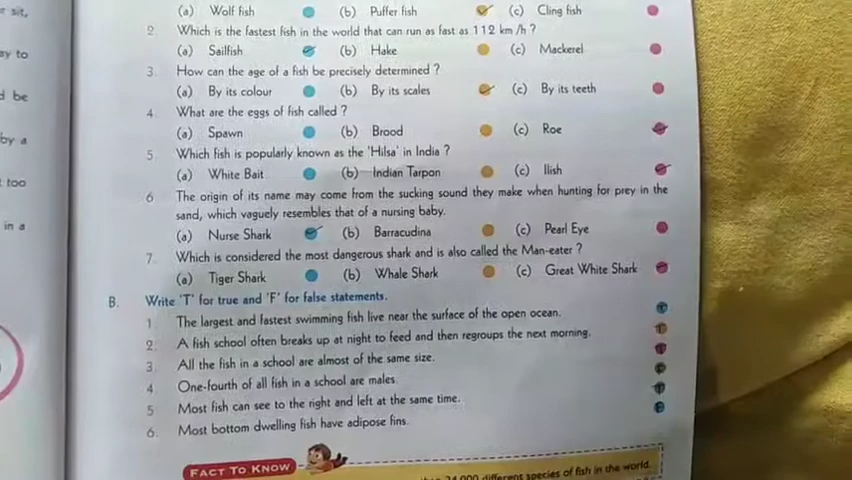 sit,
ay to
d be
by a
too
in a
(a) Wolf fish (b) Puffer fish (c) Cling fish
2. Which is the fastest fish in the world that can run as fast as 112 km /h ?
(a) Sailfish (b) Hake (c) Mackerel
3. How can the age of a fish be precisely determined ?
(a) By its colour (b) By its scales (c) By its teeth
4. What are the eggs of fish called ?
(a) Spawn (b) Brood (c) Roe
5. Which fish is popularly known as the 'Hilsa' in India ?
(a) White Bait (b) Indian Tarpon (c) Ilish
6 The origin of its name may come from the sucking sound they make when hunting for prey in the
sand, which vaguely resembles that of a nursing baby.
(a) Nurse Shark (b) Barracudina (c) Pearl Eye
7. Which is considered the most dangerous shark and is also called the Man-eater ?
(a) Tiger Shark (b) Whale Shark (c) Great White Shark
B. Write 'T' for true and 'F' for false statements.
1 The largest and fastest swimming fish live near the surface of the open ocean. T
2. A fish school often breaks up at night to feed and then regroups the next morning. T
3. All the fish in a school are almost of the same size. T
4. One-fourth of all fish in a school are males. F
5 Most fish can see to the right and left at the same time. T
6. Most bottom dwelling fish have adipose fins. F
FACT TO KNOW
than 24,000 different species of fish in the world.